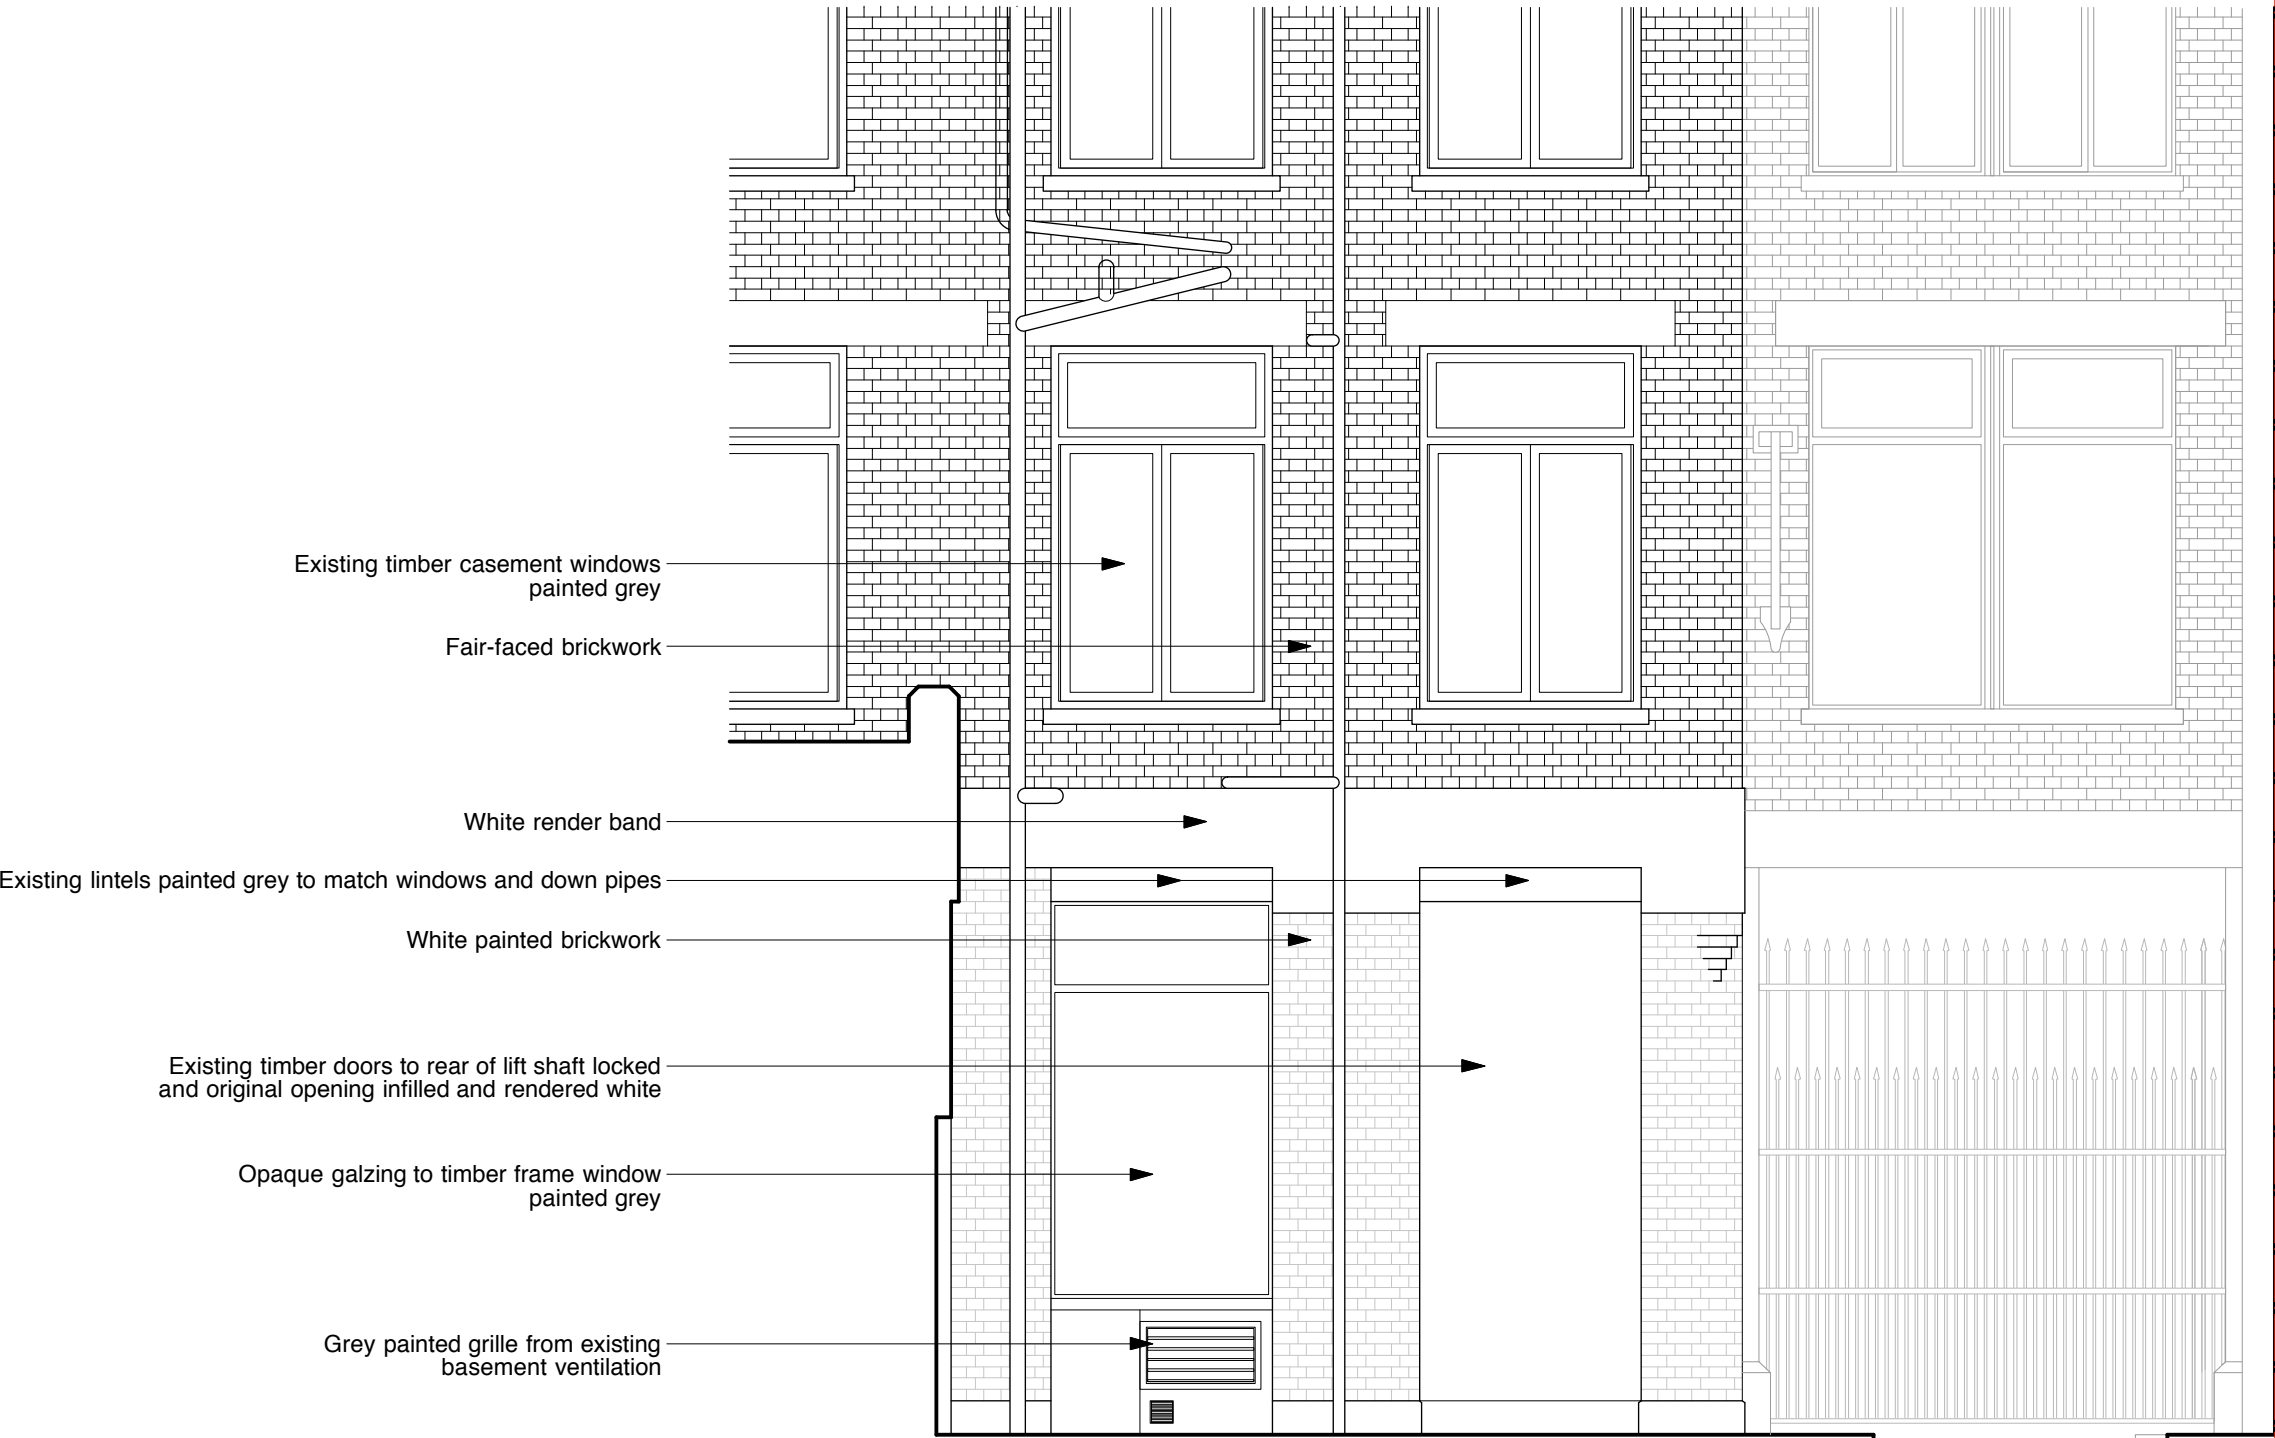 Existing timber casement windows
painted grey
Fair-faced brickwork
White render band
Existing lintels painted grey to match windows and down pipes
White painted brickwork
Existing timber doors to rear of lift shaft locked
and original opening infilled and rendered white
Opaque galzing to timber frame window
painted grey
Grey painted grille from existing
basement ventilation